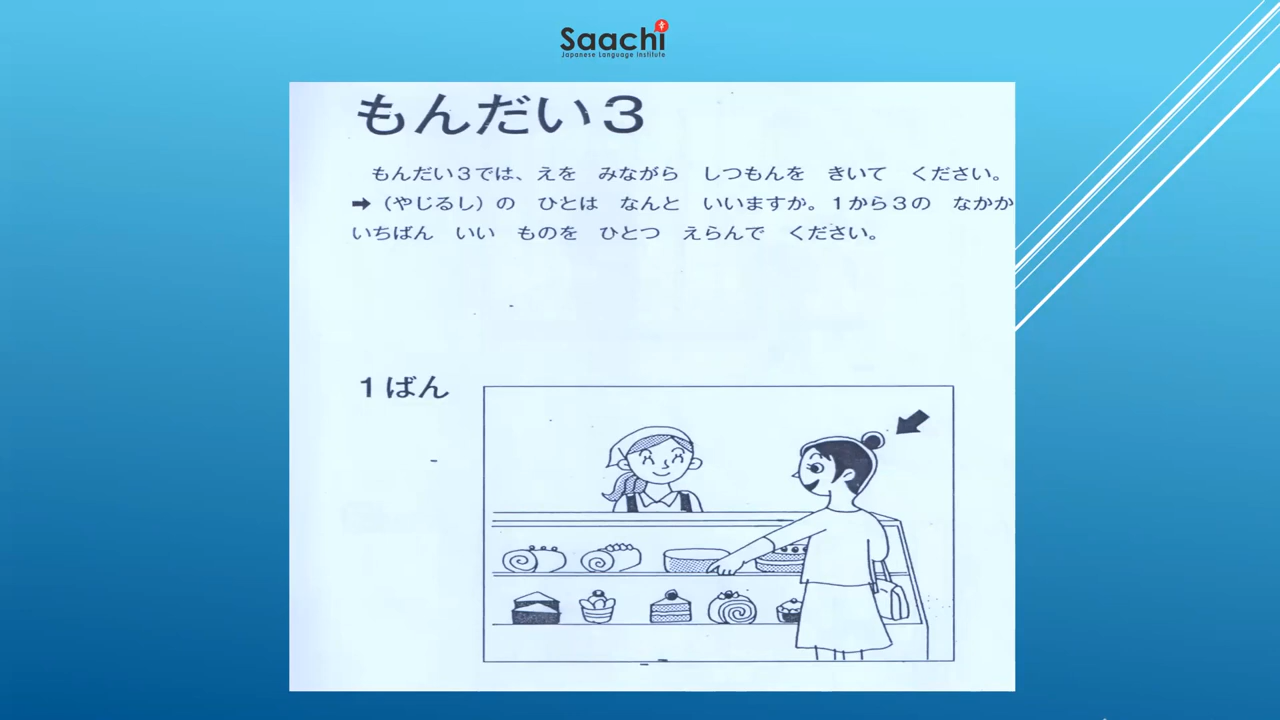 Saachi
Japanese Language Institute
もんだい３
もんだい３では、えを みながら しつもんを きいて ください。
➡（やじるし）の ひとは なんと いいますか。１から３の なかか
いちばん いい ものを ひとつ えらんで ください。
１ばん